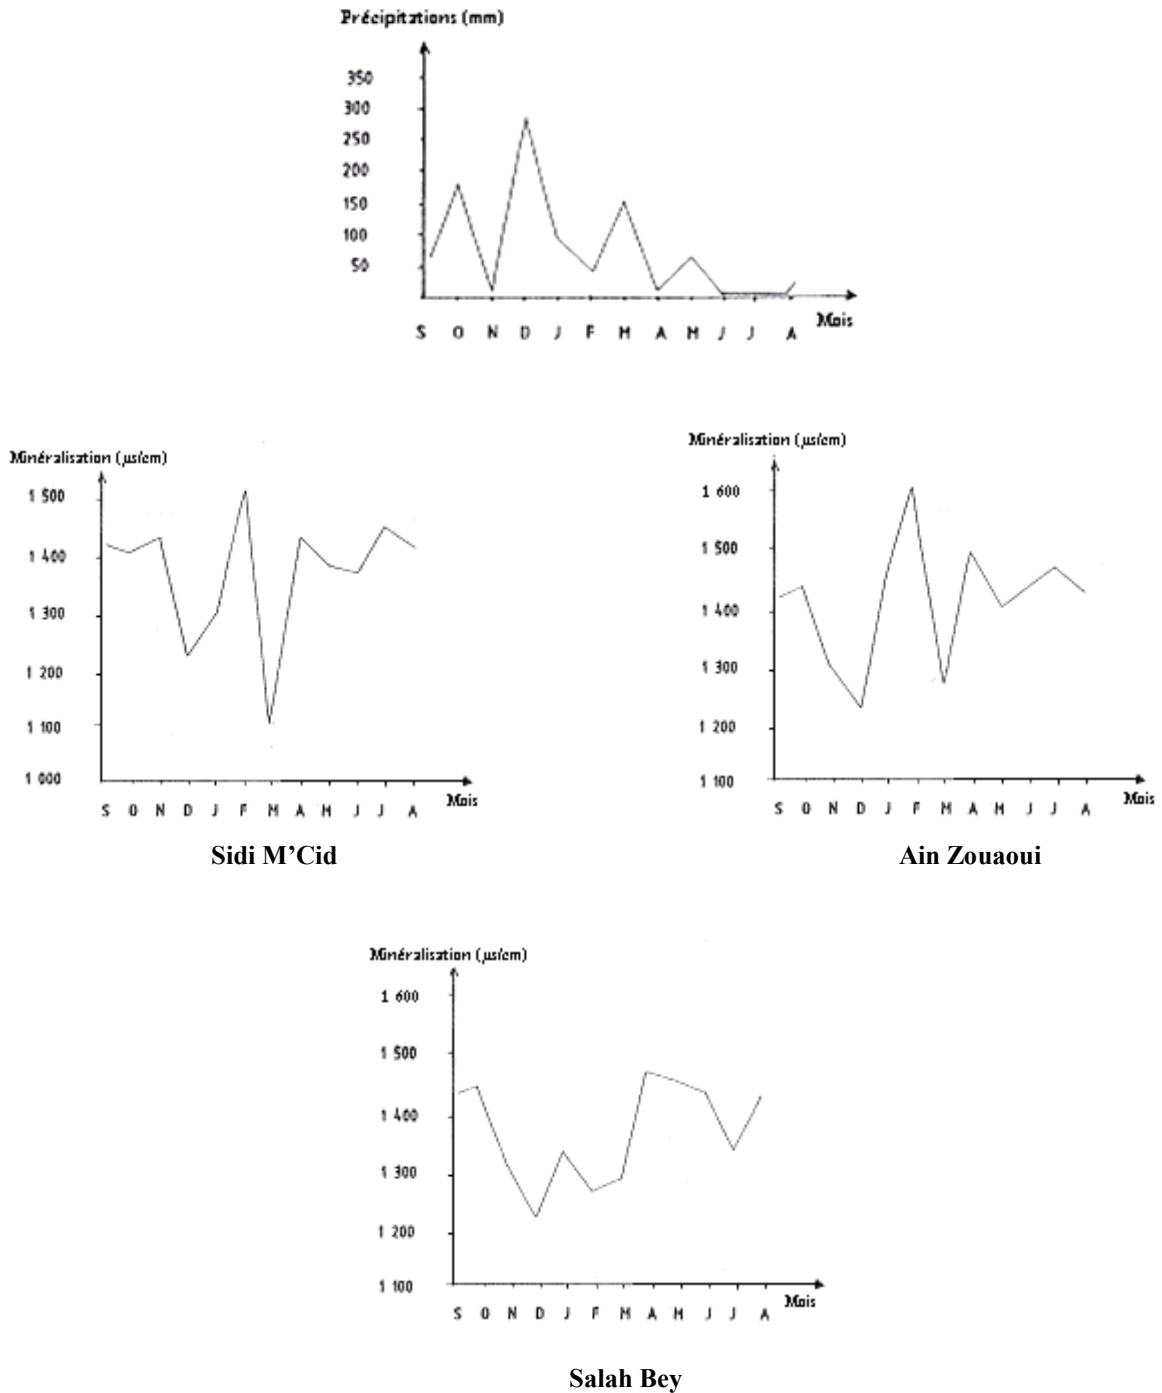 Précipitations (mm)
350
300
250
200
150
100
50
S O N D J F M A M J J A
Mois
Minéralisation (µs/cm)
1 500
1 400
1 300
1 200
1 100
1 000
S O N D J F M A M J J A
Mois
Sidi M’Cid
Minéralisation (µs/cm)
1 600
1 500
1 400
1 300
1 200
1 100
S O N D J F M A M J J A
Mois
Ain Zouaoui
Minéralisation (µs/cm)
1 600
1 500
1 400
1 300
1 200
1 100
S O N D J F M A M J J A
Mois
Salah Bey